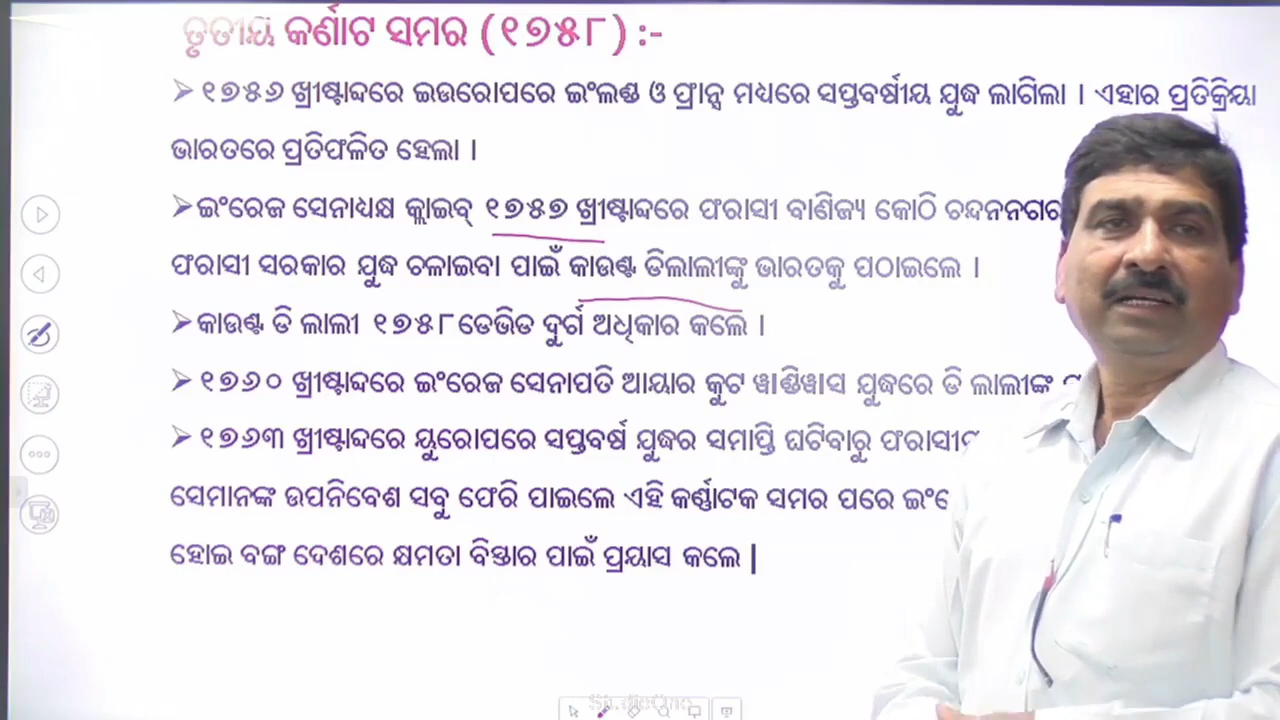 ତୃତୀୟ କର୍ଣାଟ ସମର (୧୭୫୮) :-
➢ ୧୭୫୬ ଖ୍ରୀଷ୍ଟାବ୍ଦରେ ଇଉରୋପରେ ଇଂଲଣ୍ଡ ଓ ଫ୍ରାନ୍ସ ମଧ୍ୟରେ ସପ୍ତବର୍ଷୀୟ ଯୁଦ୍ଧ ଲାଗିଲା । ଏହାର ପ୍ରତିକ୍ରିୟା
ଭାରତରେ ପ୍ରତିଫଳିତ ହେଲା ।
➢ ଇଂରେଜ ସେନାଧ୍ୟକ୍ଷ କ୍ଲାଇବ୍ ୧୭୫୭ ଖ୍ରୀଷ୍ଟାବ୍ଦରେ ଫରାସୀ ବାଣିଜ୍ୟ କୋଠି ଚନ୍ଦନନଗର
ଫରାସୀ ସରକାର ଯୁଦ୍ଧ ଚଳାଇବା ପାଇଁ କାଉଣ୍ଟ ଡିଲାଲୀଙ୍କୁ ଭାରତକୁ ପଠାଇଲେ ।
➢ କାଉଣ୍ଟ ଡି ଲାଲୀ ୧୭୫୮ ଡେଭିଡ ଦୁର୍ଗ ଅଧିକାର କଲେ ।
➢ ୧୭୬୦ ଖ୍ରୀଷ୍ଟାବ୍ଦରେ ଇଂରେଜ ସେନାପତି ଆୟାର କୁଟ ୱାଣ୍ଡିୱାସ ଯୁଦ୍ଧରେ ଡି ଲାଲୀଙ୍କ
➢ ୧୭୬୩ ଖ୍ରୀଷ୍ଟାବ୍ଦରେ ୟୁରୋପରେ ସପ୍ତବର୍ଷ ଯୁଦ୍ଧର ସମାପ୍ତି ଘଟିବାରୁ
ସେମାନଙ୍କ ଉପନିବେଶ ସବୁ ଫେରି ପାଇଲେ ଏହି କର୍ଣ୍ଣାଟକ ସମର ପରେ
ହୋଇ ବଙ୍ଗ ଦେଶରେ କ୍ଷମତା ବିସ୍ତାର ପାଇଁ ପ୍ରୟାସ କଲେ |